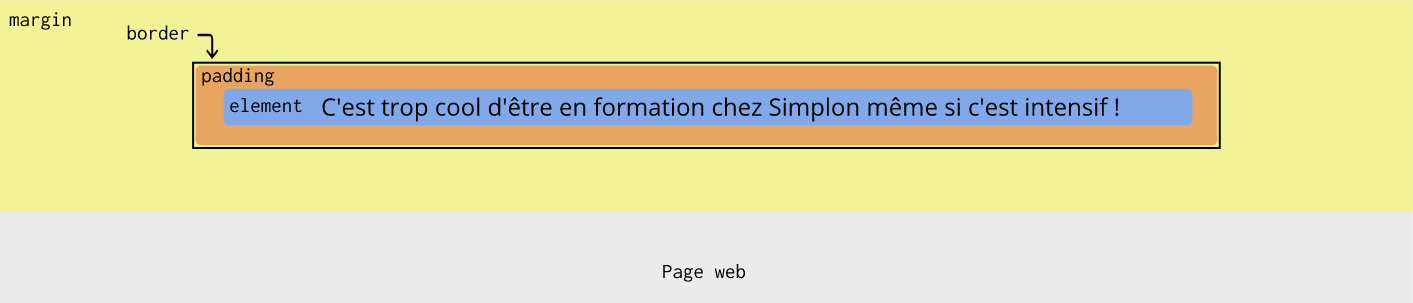 margin
border
padding
element C'est trop cool d'être en formation chez Simplon même si c'est intensif !
Page web